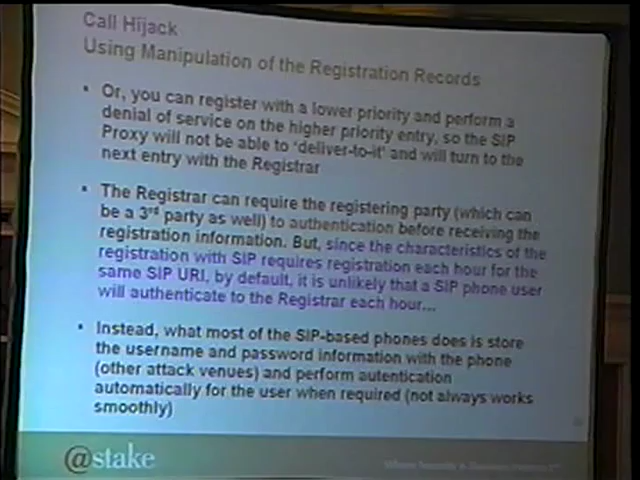 Call Hijack
Using Manipulation of the Registration Records
• Or, you can register with a lower priority and perform a
denial of service on the higher priority entry, so the SIP
Proxy will not be able to 'deliver-to-it' and will turn to the
next entry with the Registrar
• The Registrar can require the registering party (which can
be a 3rd party as well) to authentication before receiving the
registration information. But, since the characteristics of the
registration with SIP requires registration each hour for the
same SIP URI, by default, it is unlikely that a SIP phone user
will authenticate to the Registrar each hour...
• Instead, what most of the SIP-based phones does is store
the username and password information with the phone
(other attack venues) and perform autentication
automatically for the user when required (not always works
smoothly)
@stake